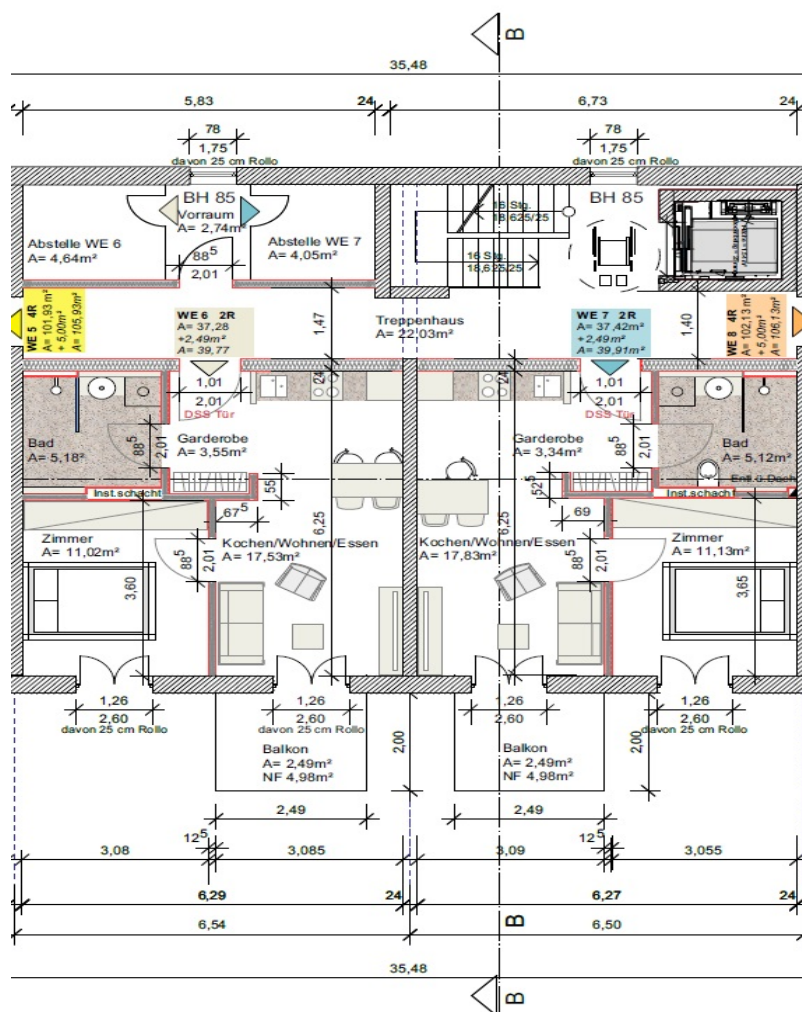 B
35,48
5,83
24
6,73
24
78
1,75
davon 25 cm Rollo
78
1,75
davon 25 cm Rollo
BH 85
Vorraum
A= 2,74m²
BH 85
16 Stg.
18,625/25
16 Stg.
18,625/25
Abstelle WE 6
A= 4,64m²
Abstelle WE 7
A= 4,05m²
88⁵
2,01
WE 5 4R
A= 101,93 m²
+ 5,00m²
A= 105,93m²
WE 6 2R
A= 37,28
+2,49m²
A= 39,77
1,47
Treppenhaus
A= 22,03m²
WE 7 2R
A= 37,42m²
+2,49m²
A= 39,91m²
1,40
WE 8 4R
A= 102,13 m²
+ 5,00m²
A= 106,13m²
1,01
2,01
DSS Tür
24
24
1,01
2,01
DSS Tür
Bad
A= 5,18m²
88⁵
2,01
Garderobe
A= 3,55m²
Garderobe
A= 3,34m²
88⁵
2,01
Bad
A= 5,12m²
Entl.ü.Dach
Inst.schacht
55
52⁵
Inst.schacht
67⁵
6,25
6,25
69
Zimmer
A= 11,02m²
88⁵
2,01
Kochen/Wohnen/Essen
A= 17,53m²
Kochen/Wohnen/Essen
A= 17,83m²
88⁵
2,01
Zimmer
A= 11,13m²
3,60
3,65
1,26
2,60
davon 25 cm Rollo
1,26
2,60
davon 25 cm Rollo
1,26
2,60
1,26
2,60
davon 25 cm Rollo
Balkon
A= 2,49m²
NF 4,98m²
2,00
Balkon
A= 2,49m²
NF 4,98m²
2,00
2,49
2,49
3,08
12⁵
3,085
3,09
12⁵
3,055
6,29
24
6,27
24
6,54
B
6,50
35,48
B